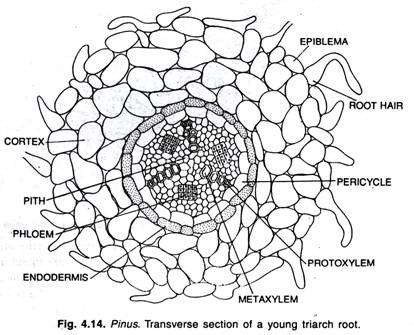 EPIBLEMA
ROOT HAIR
CORTEX
PERICYCLE
PITH
PHLOEM
PROTOXYLEM
ENDODERMIS
METAXYLEM
Fig. 4.14. Pinus. Transverse section of a young triarch root.